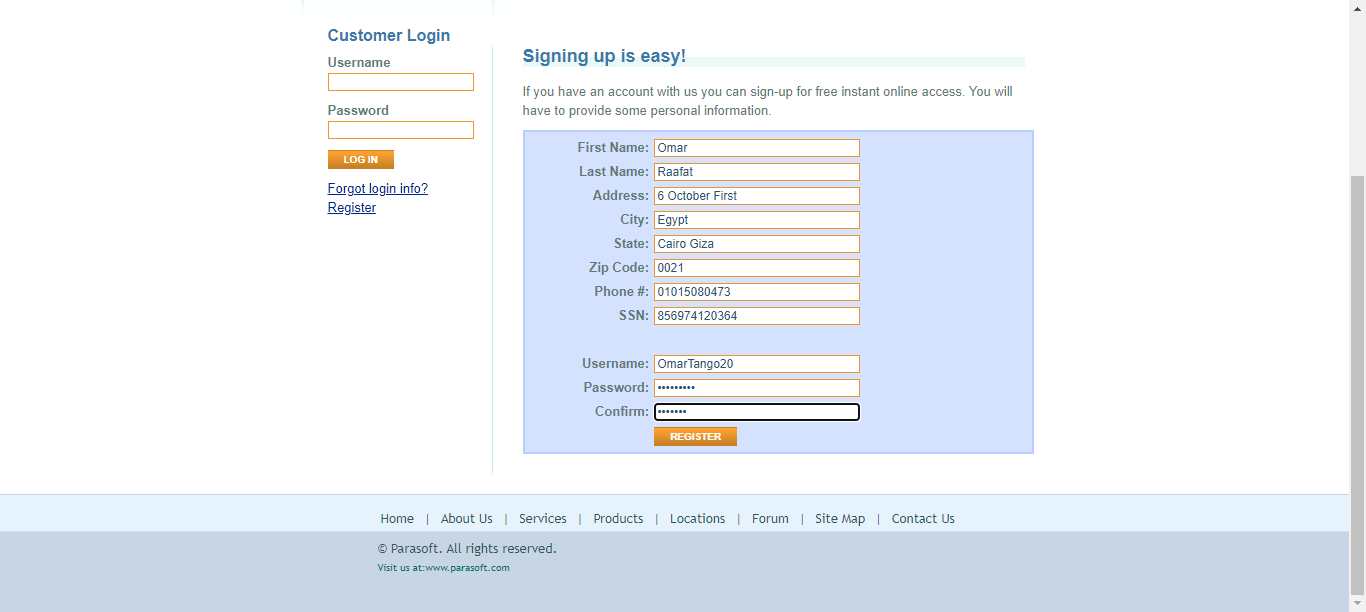 Customer Login
Username
Password
LOG IN
Forgot login info?
Register
Signing up is easy!
If you have an account with us you can sign-up for free instant online access. You will
have to provide some personal information.
First Name: Omar
Last Name: Raafat
Address: 6 October First
City: Egypt
State: Cairo Giza
Zip Code: 0021
Phone #: 01015080473
SSN: 856974120364
Username: OmarTango20
Password: •••••••••
Confirm: •••••••
REGISTER
Home | About Us | Services | Products | Locations | Forum | Site Map | Contact Us
© Parasoft. All rights reserved.
Visit us at:www.parasoft.com